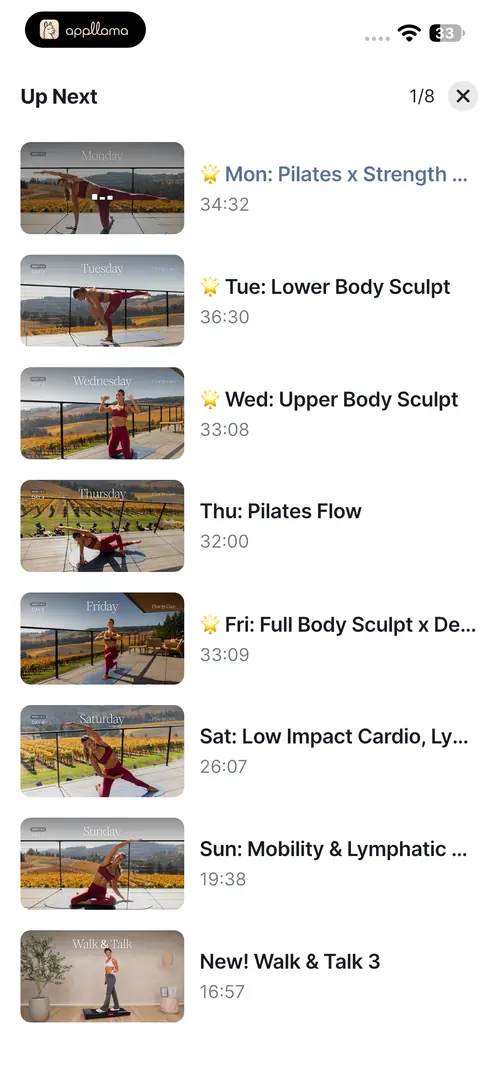 appllama
33
Up Next
1/8
Monday
🌟 Mon: Pilates x Strength ...
34:32
Tuesday
🌟 Tue: Lower Body Sculpt
36:30
Wednesday
🌟 Wed: Upper Body Sculpt
33:08
Thursday
Thu: Pilates Flow
32:00
Friday
🌟 Fri: Full Body Sculpt x De...
33:09
Saturday
Sat: Low Impact Cardio, Ly...
26:07
Sunday
Sun: Mobility & Lymphatic ...
19:38
Walk & Talk
New! Walk & Talk 3
16:57